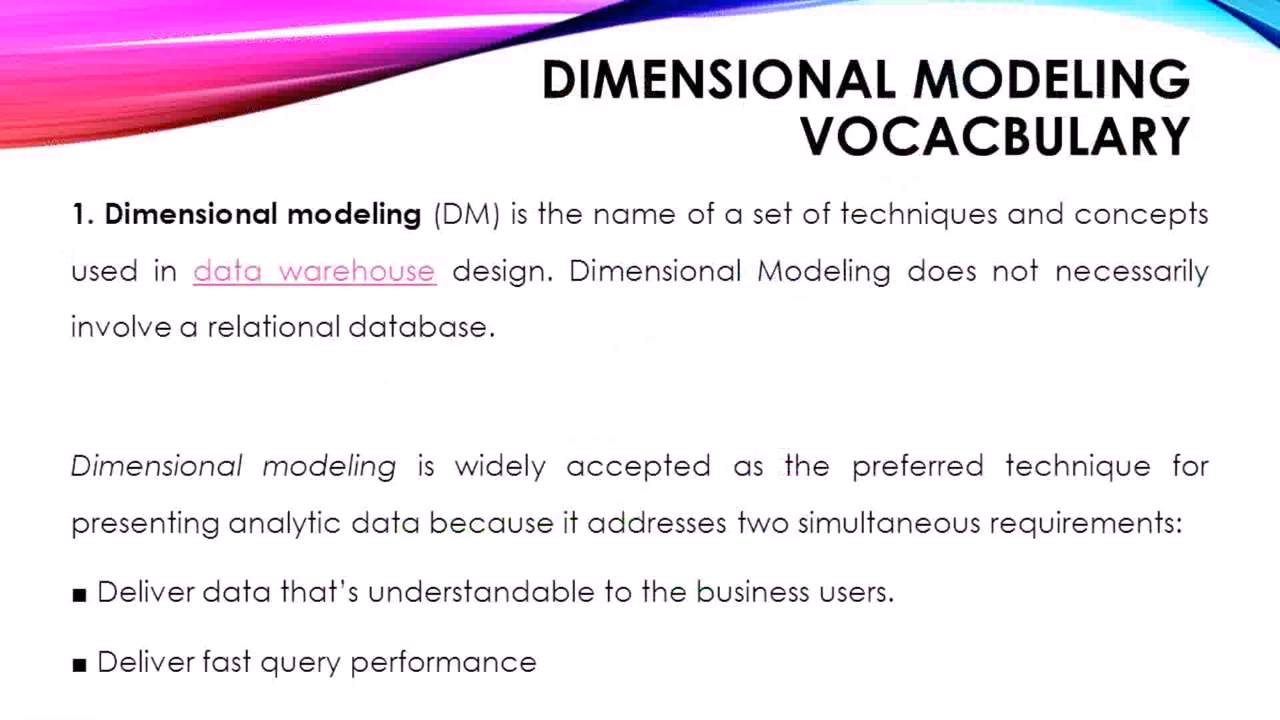 DIMENSIONAL MODELING
VOCACBULARY
1. Dimensional modeling (DM) is the name of a set of techniques and concepts
used in data warehouse design. Dimensional Modeling does not necessarily
involve a relational database.
Dimensional modeling is widely accepted as the preferred technique for
presenting analytic data because it addresses two simultaneous requirements:
■ Deliver data that's understandable to the business users.
■ Deliver fast query performance